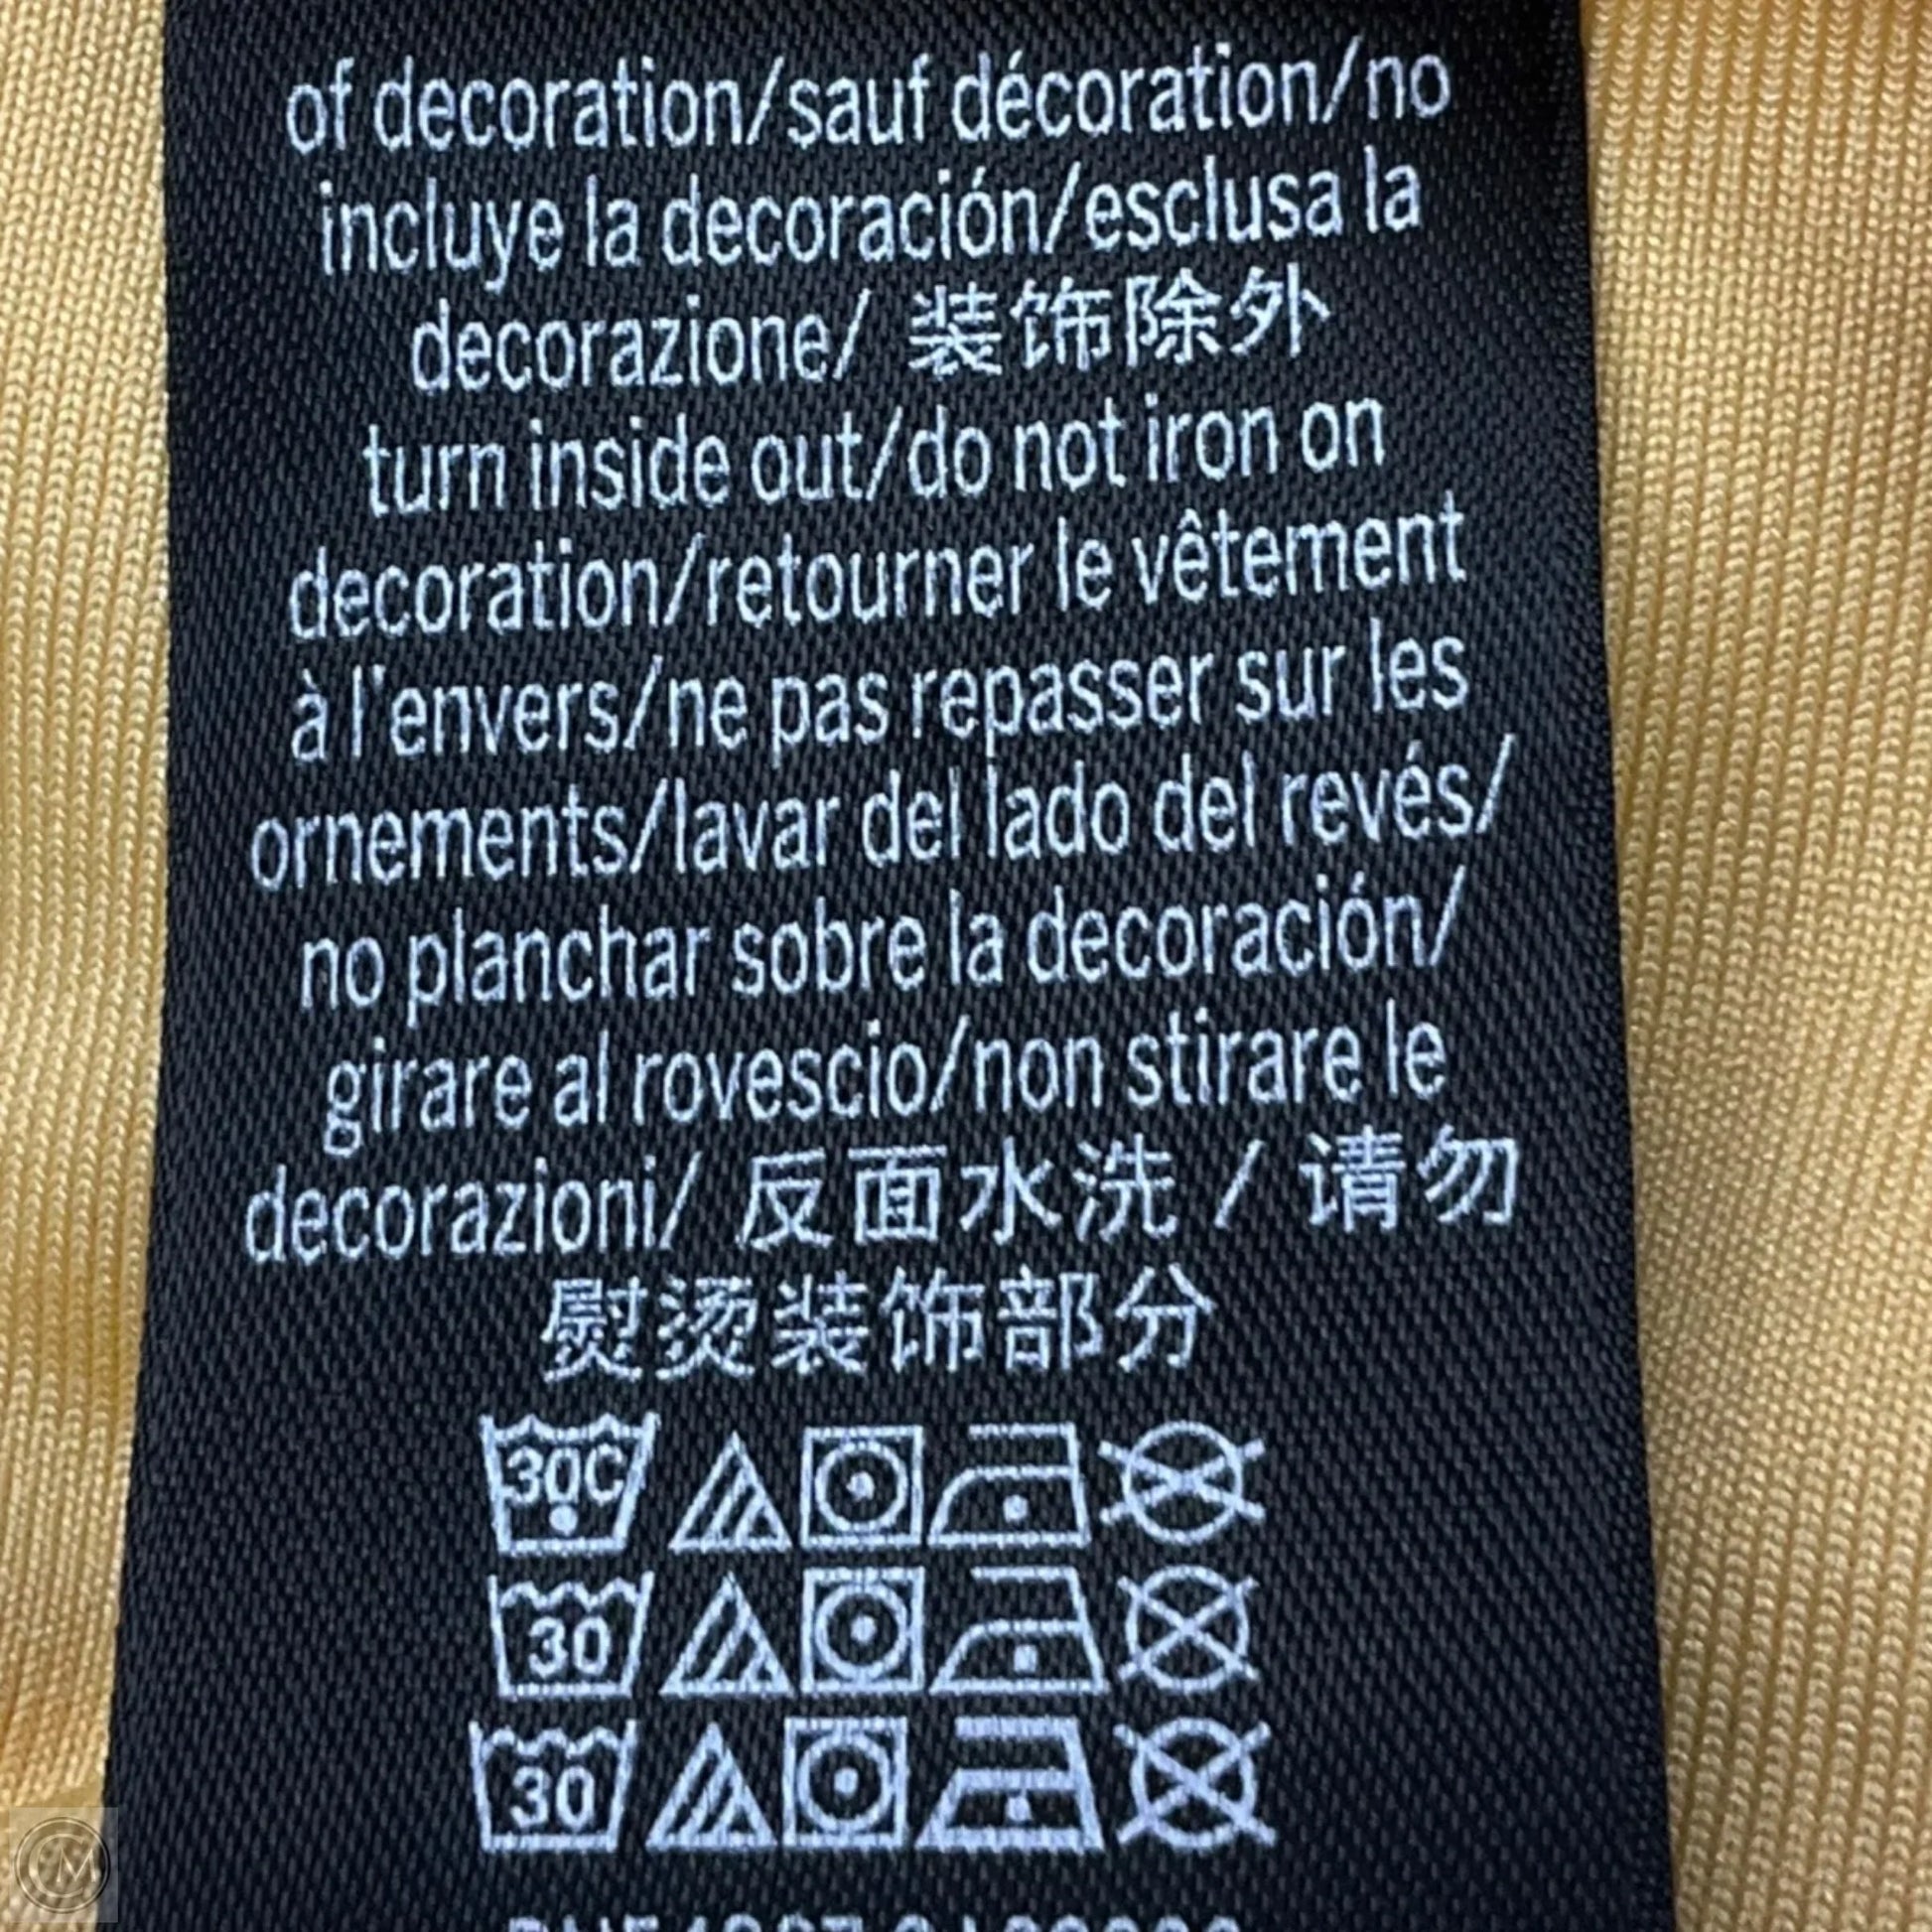 of decoration/sauf décoration/no
incluye la decoración/esclusa la
decorazione/ 装饰除外
turn inside out/do not iron on
decoration/retourner le vêtement
à l'envers/ne pas repasser sur les
ornements/lavar del lado del revés/
no planchar sobre la decoración/
girare al rovescio/non stirare le
decorazioni/ 反面水洗 / 请勿
熨烫装饰部分
30C
30
30
CM